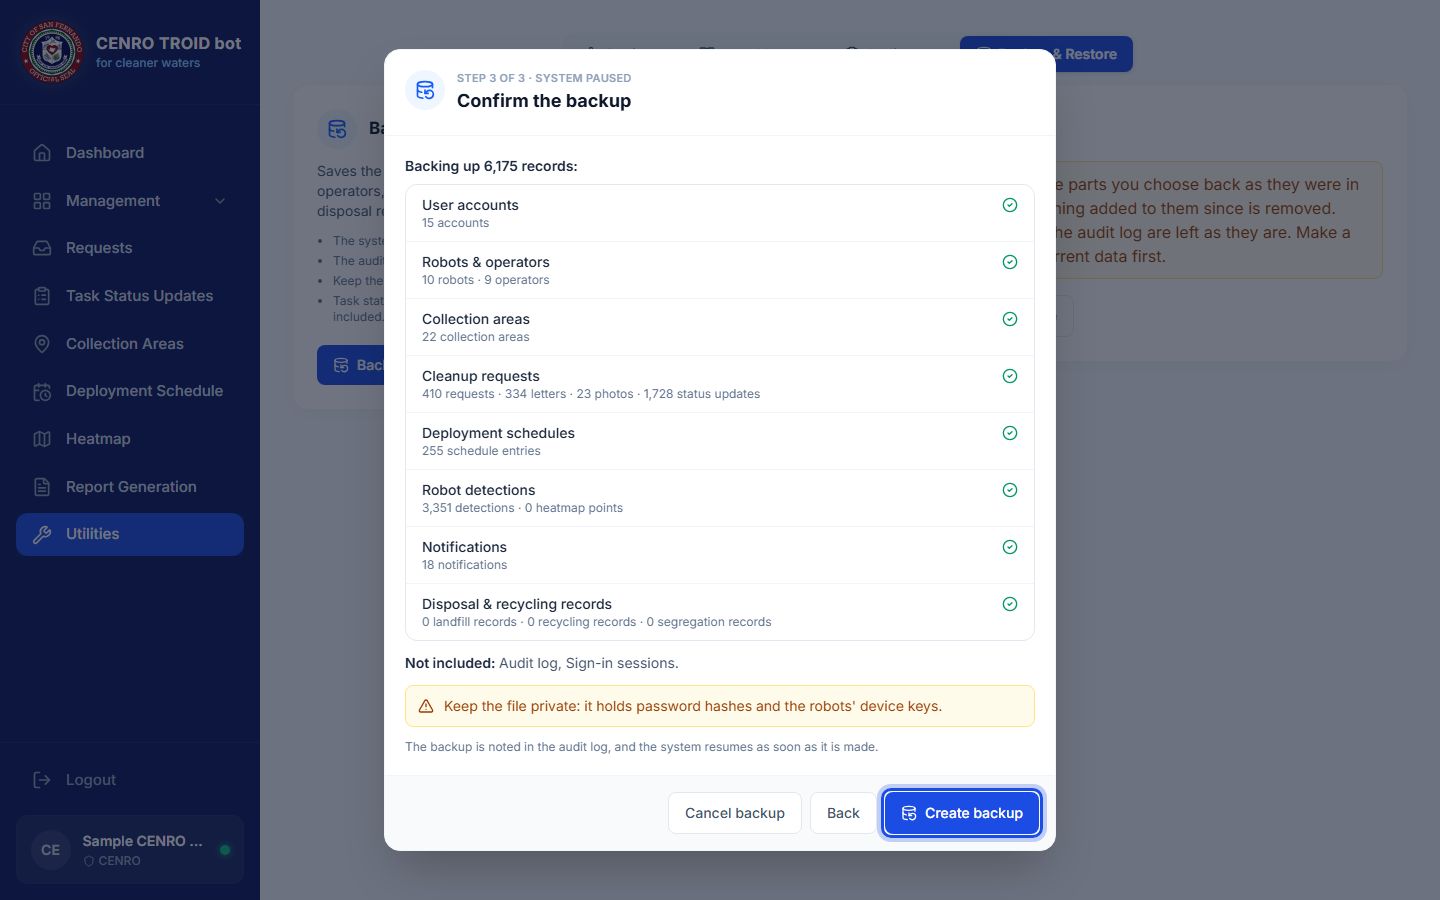 CITY OF SAN FERNANDO
OFFICIAL SEAL
CENRO TROID bot
for cleaner waters
Dashboard
Management
Requests
Task Status Updates
Collection Areas
Deployment Schedule
Heatmap
Report Generation
Utilities
Logout
CE
Sample CENRO ...
CENRO
& Restore
Saves the
operators,
disposal
The
The
Keep the
Task
included.
parts you choose back as they were in
added to them since is removed.
the audit log are left as they are. Make a
data first.
STEP 3 OF 3 · SYSTEM PAUSED
Confirm the backup
Backing up 6,175 records:
User accounts
15 accounts
Robots & operators
10 robots · 9 operators
Collection areas
22 collection areas
Cleanup requests
410 requests · 334 letters · 23 photos · 1,728 status updates
Deployment schedules
255 schedule entries
Robot detections
3,351 detections · 0 heatmap points
Notifications
18 notifications
Disposal & recycling records
0 landfill records · 0 recycling records · 0 segregation records
Not included: Audit log, Sign-in sessions.
Keep the file private: it holds password hashes and the robots' device keys.
The backup is noted in the audit log, and the system resumes as soon as it is made.
Cancel backup
Back
Create backup